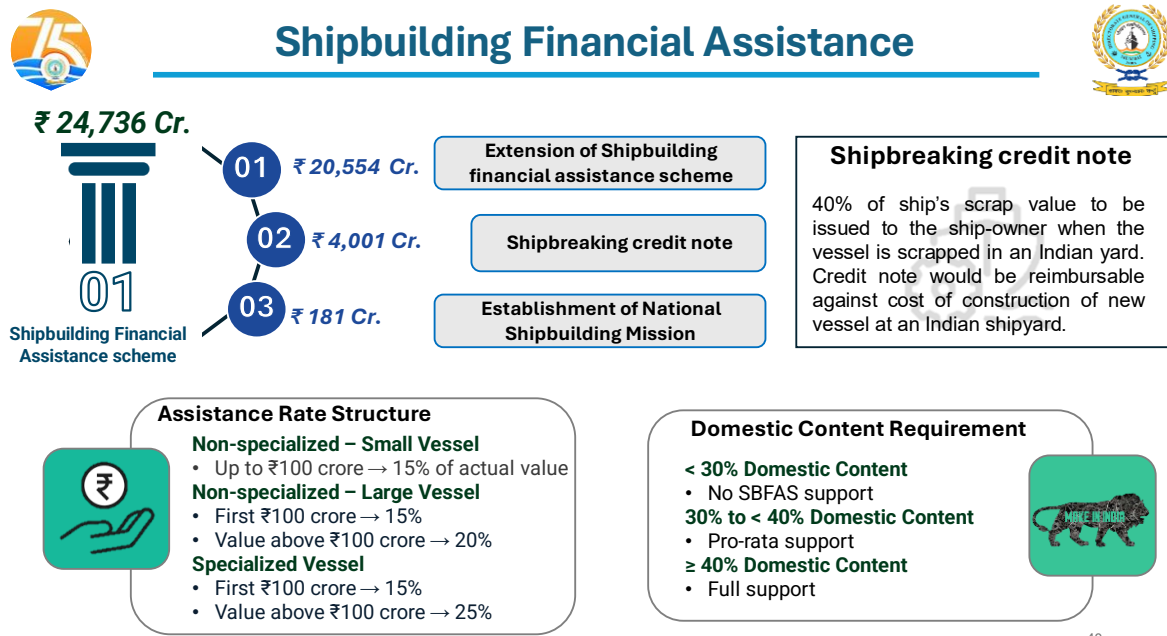 75
Shipbuilding Financial Assistance
₹ 24,736 Cr.
01
Shipbuilding Financial
Assistance scheme
01
₹ 20,554 Cr.
Extension of Shipbuilding
financial assistance scheme
02
₹ 4,001 Cr.
Shipbreaking credit note
03
₹ 181 Cr.
Establishment of National
Shipbuilding Mission
Shipbreaking credit note
40% of ship’s scrap value to be
issued to the ship-owner when the
vessel is scrapped in an Indian yard.
Credit note would be reimbursable
against cost of construction of new
vessel at an Indian shipyard.
Assistance Rate Structure
₹
Non-specialized – Small Vessel
• Up to ₹100 crore → 15% of actual value
Non-specialized – Large Vessel
• First ₹100 crore → 15%
• Value above ₹100 crore → 20%
Specialized Vessel
• First ₹100 crore → 15%
• Value above ₹100 crore → 25%
Domestic Content Requirement
< 30% Domestic Content
• No SBFAS support
30% to < 40% Domestic Content
• Pro-rata support
≥ 40% Domestic Content
• Full support
MAKE IN INDIA